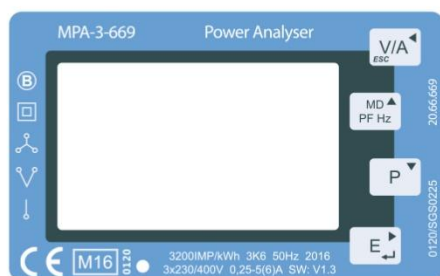 MPA-3-669 Power Analyser
V/A
ESC
B
MD
PF Hz
20.66.669
P
0120/SGS0225
E
CE M16 0120
3200IMP/kWh 3K6 50Hz 2016
3x230/400V 0,25-5(6)A SW: V1.3